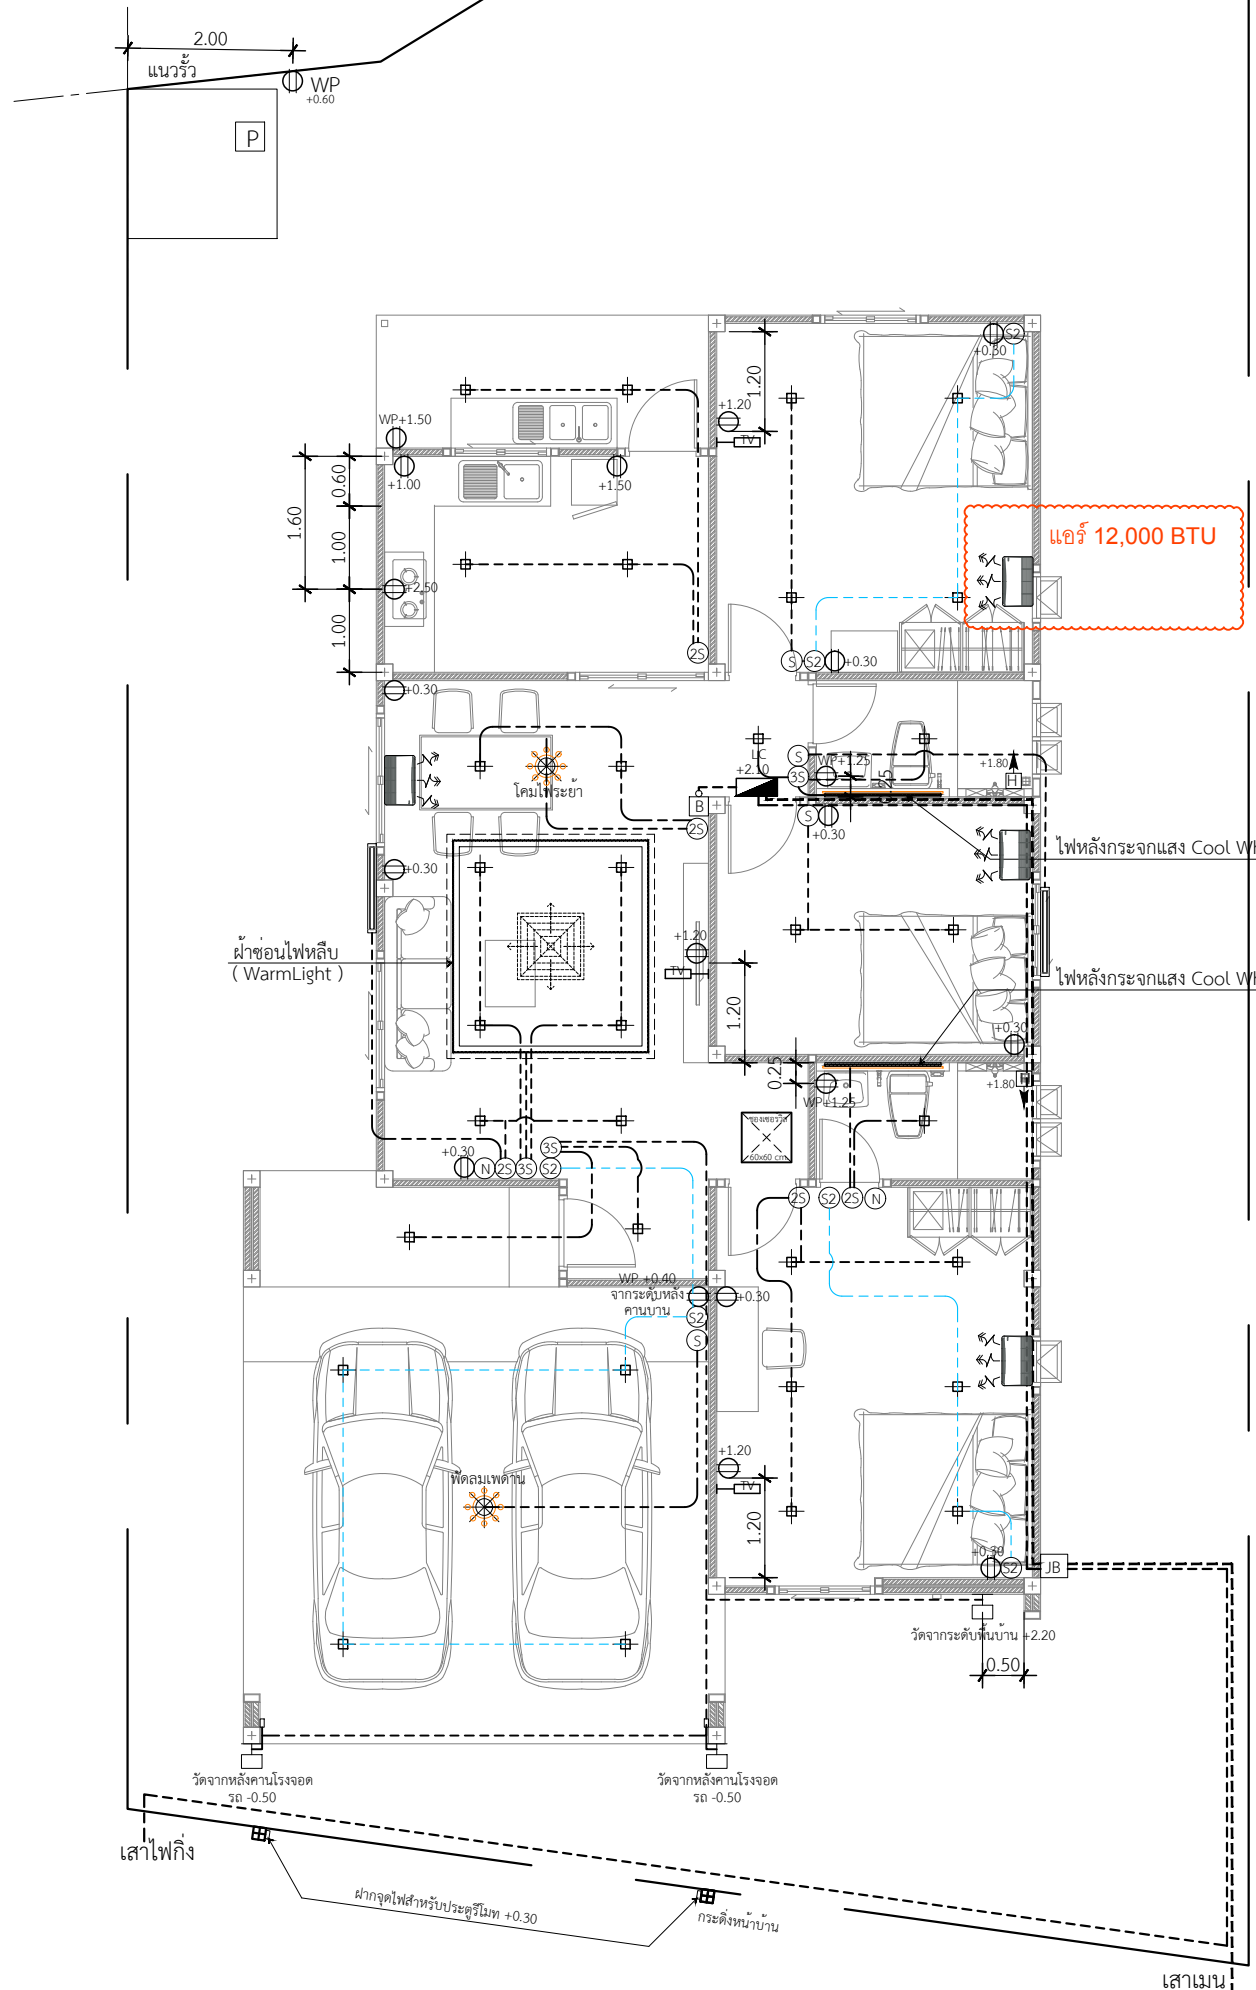 2.00
แนวรั้ว
WP
+0.60
P
+0.30
S2
1.20
+1.20
TV
WP+1.50
+1.00
+1.50
0.60
1.60
1.00
+2.50
1.00
แอร์ 12,000 BTU
2S
S
S2
+0.30
+0.30
LC
+2.10
S
3S
WP+1.25
0.25
+1.80
H
โคมไฟระย้า
B
2S
S
+0.30
ไฟหลังกระจกแสง Cool Wh
+0.30
ฝ้าซ่อนไฟหลืบ
( WarmLight )
+1.20
TV
1.20
ไฟหลังกระจกแสง Cool Wh
+0.30
0.25
WP+1.25
+1.80
ช่องเซอร์วิส
60x60 cm
+0.30
N
2S
3S
S2
3S
2S
S2
2S
N
WP +0.40
จากระดับหลัง
คานบาน
+0.30
S2
S
พัดลมเพดาน
+1.20
TV
1.20
+0.30
S2
JB
วัดจากระดับพื้นบ้าน +2.20
0.50
วัดจากหลังคานโรงจอด
รถ -0.50
วัดจากหลังคานโรงจอด
รถ -0.50
เสาไฟกิ่ง
ฝากจุดไฟสำหรับประตูรีโมท +0.30
กระดิ่งหน้าบ้าน
เสาเมน